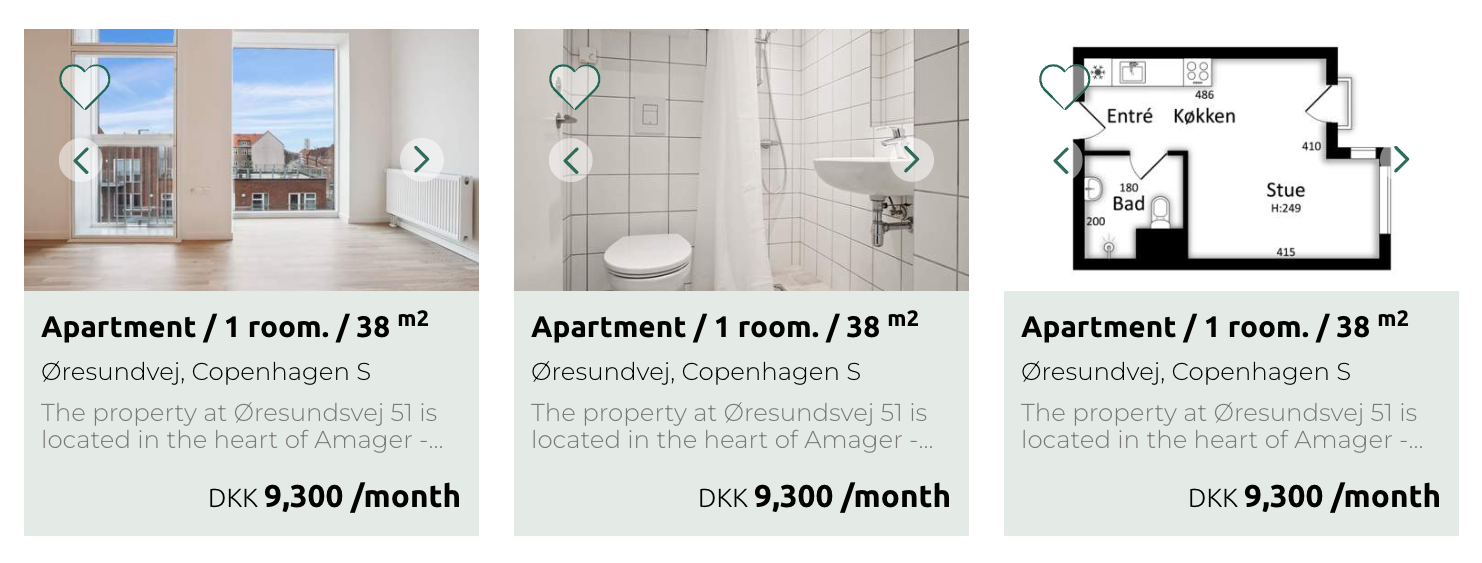 486
Entré Køkken
410
180
Bad
200
Stue
H:249
415
Apartment / 1 room. / 38 m2
Øresundvej, Copenhagen S
The property at Øresundsvej 51 is
located in the heart of Amager -...
DKK 9,300 /month
Apartment / 1 room. / 38 m2
Øresundvej, Copenhagen S
The property at Øresundsvej 51 is
located in the heart of Amager -...
DKK 9,300 /month
Apartment / 1 room. / 38 m2
Øresundvej, Copenhagen S
The property at Øresundsvej 51 is
located in the heart of Amager -...
DKK 9,300 /month